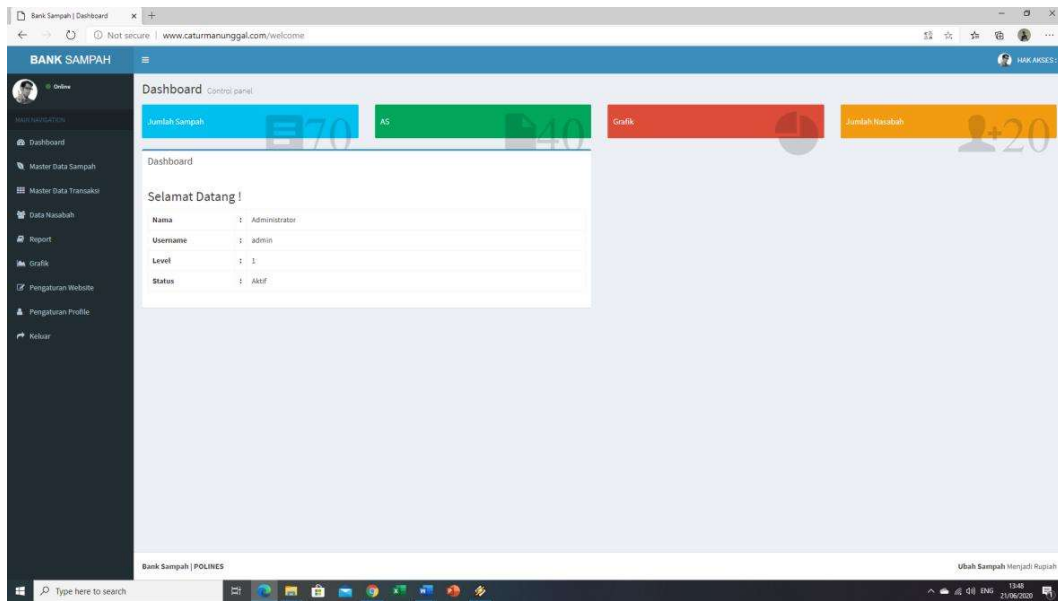 Bank Sampah | Dashboard
Not secure | www.caturmanunggal.com/welcome
BANK SAMPAH
HAK AKSES :
Online
MAIN NAVIGATION
Dashboard
Master Data Sampah
Master Data Transaksi
Data Nasabah
Report
Grafik
Pengaturan Website
Pengaturan Profile
Keluar
Dashboard Control panel
Jumlah Sampah
70
AS
40
Grafik
Jumlah Nasabah
20
Dashboard
Selamat Datang !
Nama : Administrator
Username : admin
Level : 1
Status : Aktif
Bank Sampah | POLINES
Ubah Sampah Menjadi Rupiah
Type here to search
ENG
13:48
21/06/2020